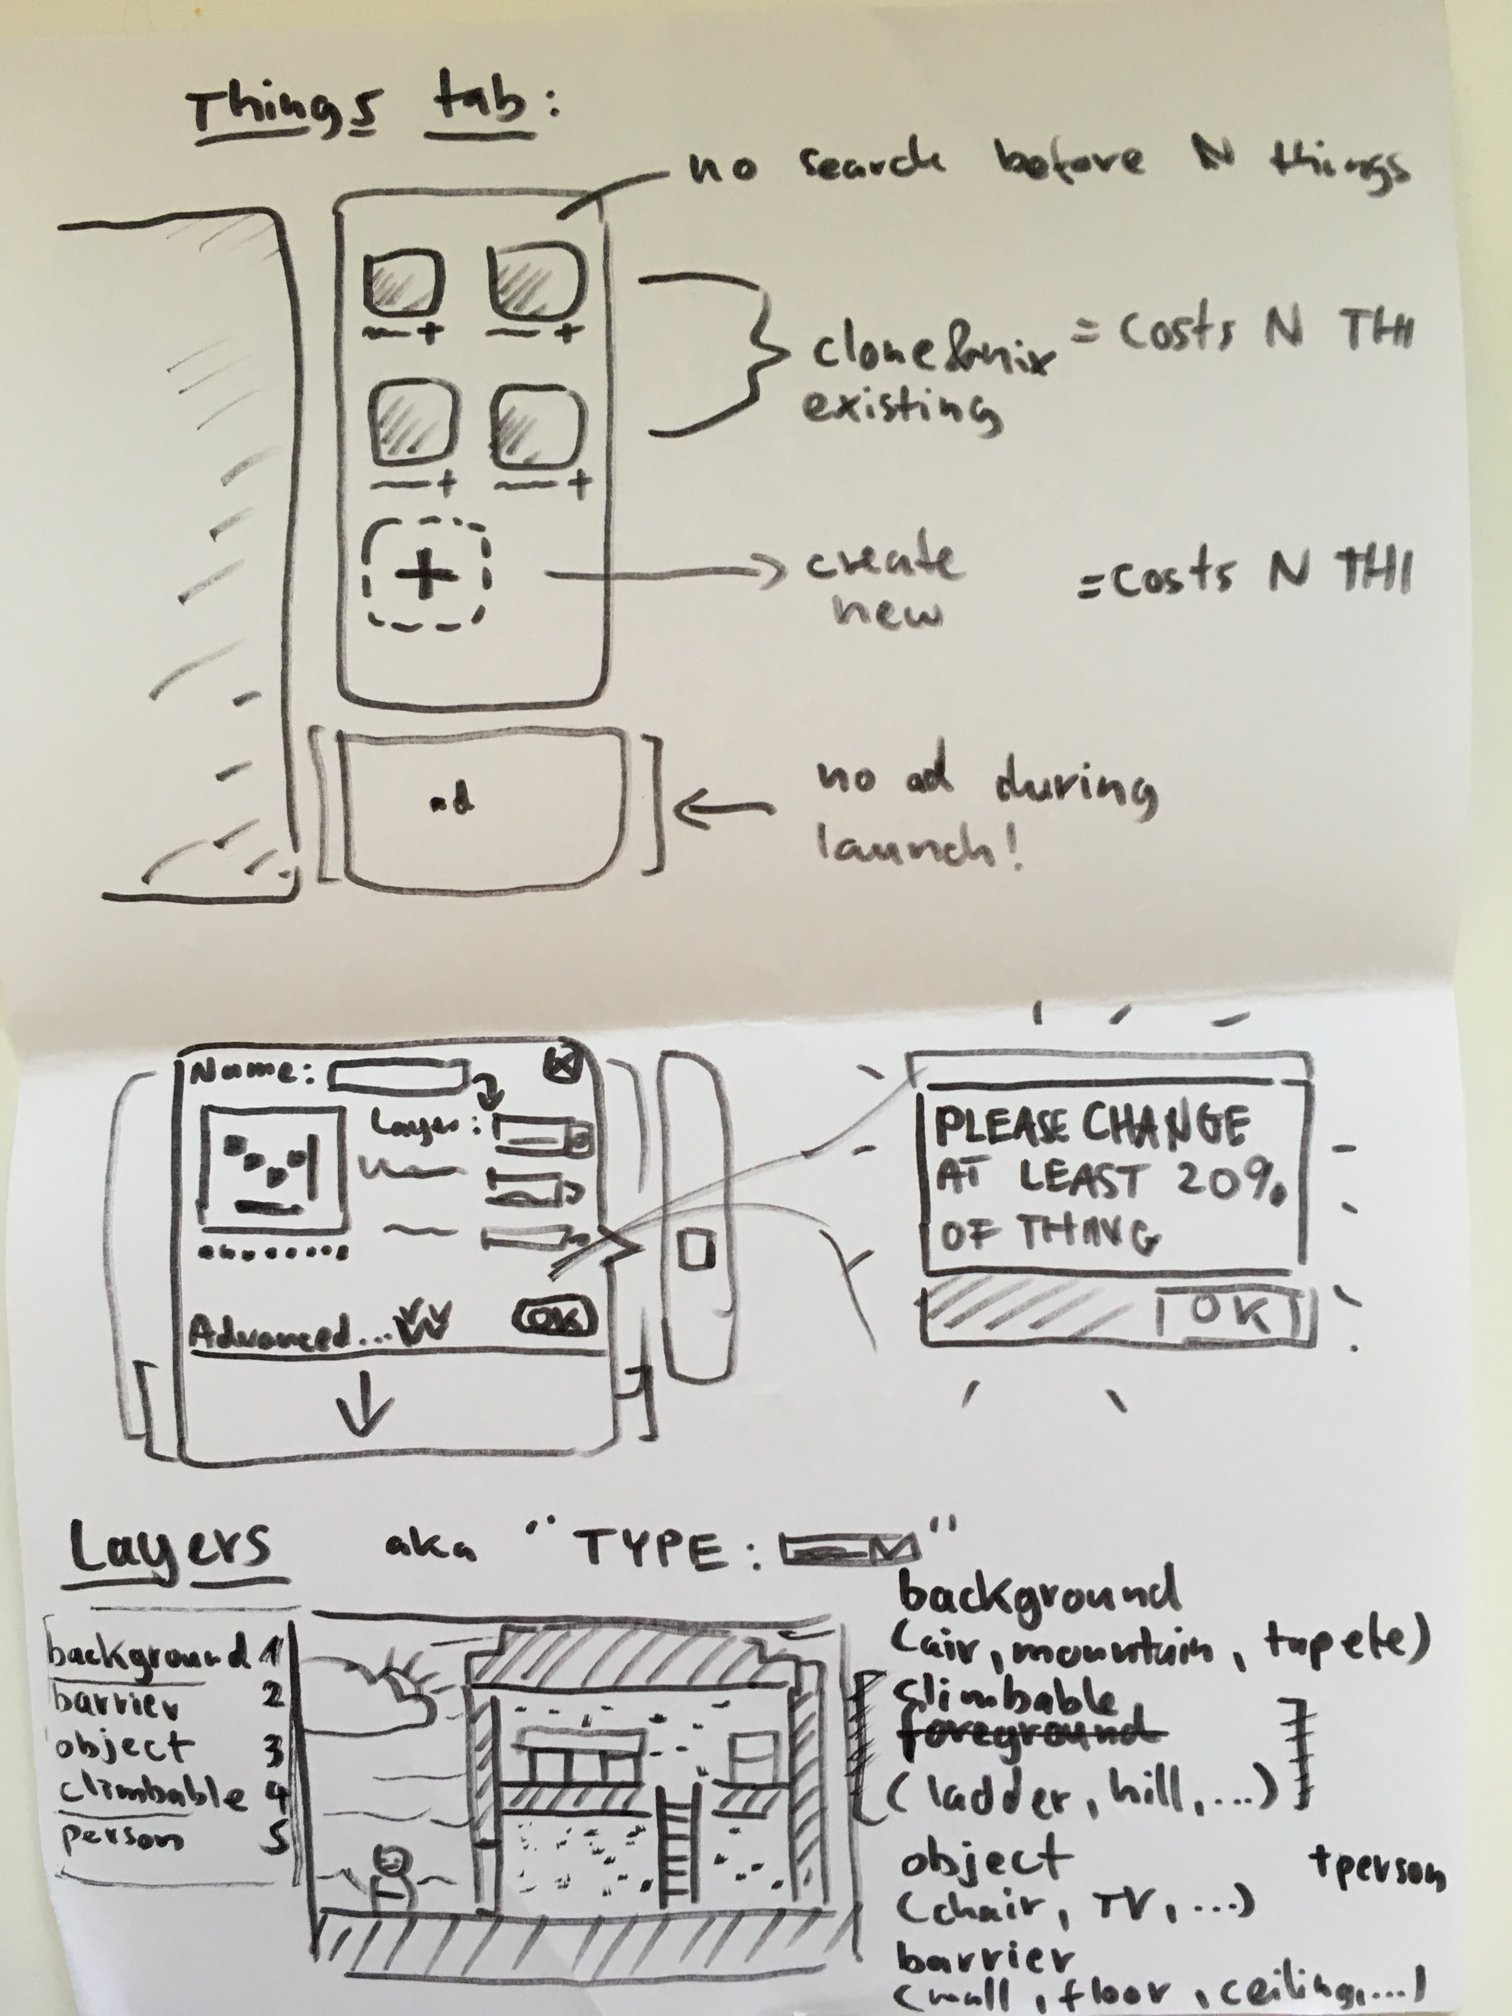 Things tab:
no search before N things
clone&mix = costs N THI
existing
create = costs N THI
new
ad
no ad during
launch!
Name:
Layer:
Advanced...
OK
PLEASE CHANGE
AT LEAST 20%
OF THING
OK
Layers aka "TYPE: "
background 1
barrier 2
object 3
climbable 4
person 5
background
(air, mountain, tapete)
climbable
foreground
(ladder, hill, ...)
object
+person
(chair, TV, ...)
barrier
(wall, floor, ceiling, ...)